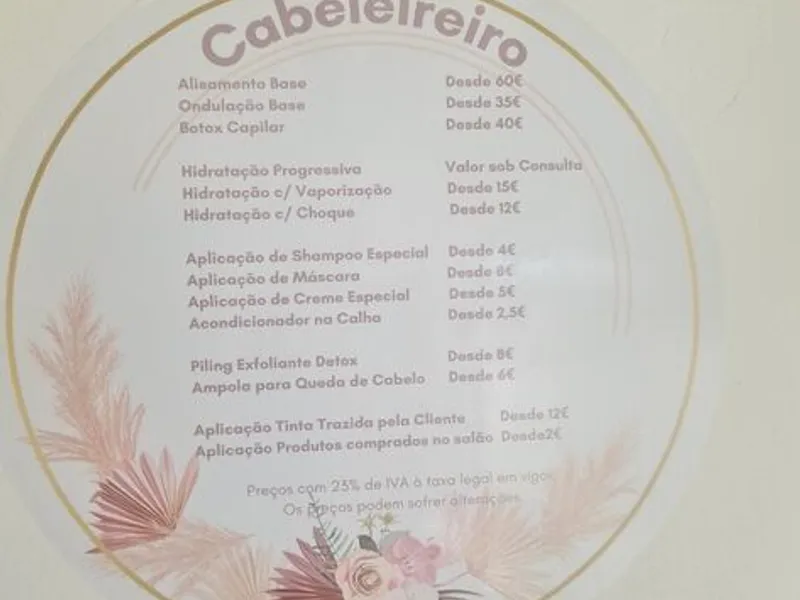 Cabeleireiro
Alisamento Base Desde 60€
Ondulação Base Desde 35€
Botox Capilar Desde 40€
Hidratação Progressiva Valor sob Consulta
Hidratação c/ Vaporização Desde 15€
Hidratação c/ Choque Desde 12€
Aplicação de Shampoo Especial Desde 4€
Aplicação de Máscara Desde 6€
Aplicação de Creme Especial Desde 5€
Acondicionador na Calha Desde 2,5€
Piling Exfoliante Detox Desde 8€
Ampola para Queda de Cabelo Desde 6€
Aplicação Tinta Trazida pela Cliente Desde 12€
Aplicação Produtos comprados no salão Desde2€
Preços com 23% de IVA à taxa legal em vigor
Os preços podem sofrer alterações.